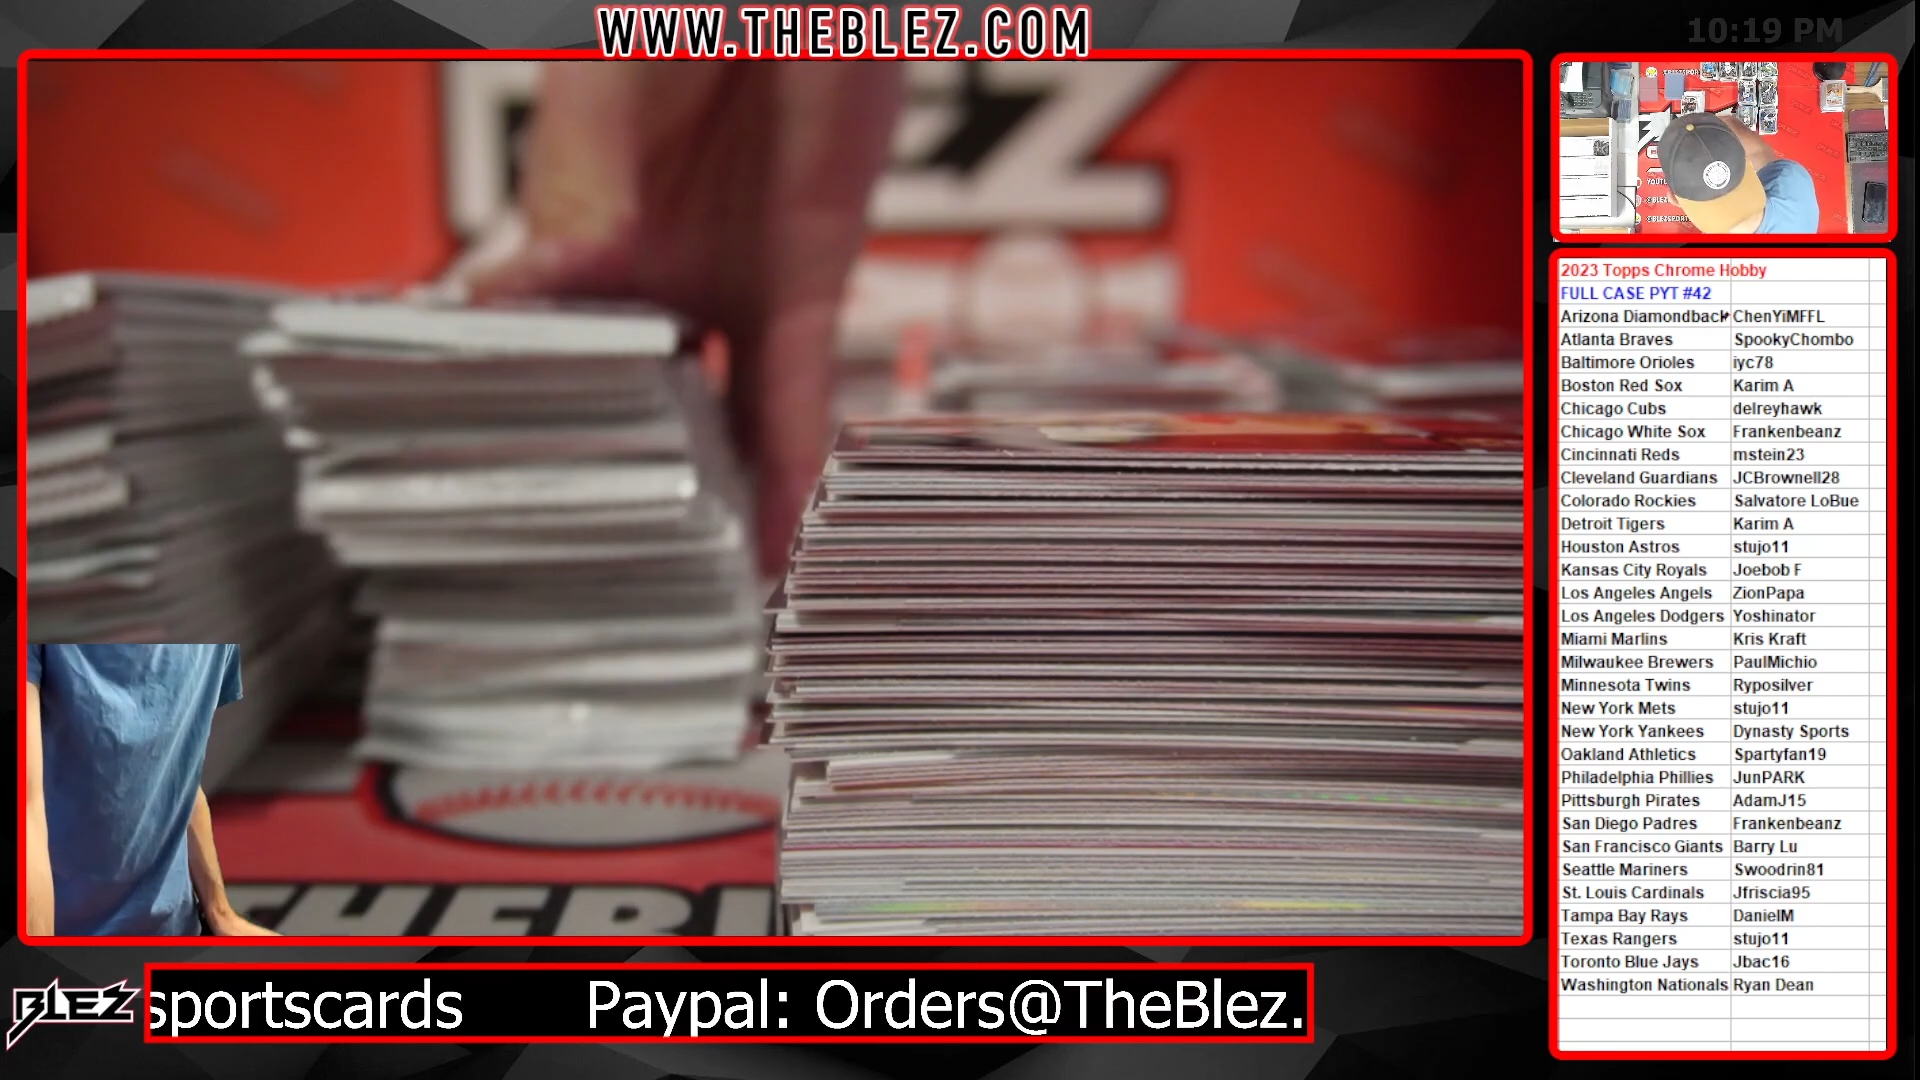 WWW.THEBLEZ.COM
10:19 PM
2023 Topps Chrome Hobby
FULL CASE PYT #42
Arizona Diamondback ChenYiMFFL
Atlanta Braves SpookyChombo
Baltimore Orioles iyc78
Boston Red Sox Karim A
Chicago Cubs delreyhawk
Chicago White Sox Frankenbeanz
Cincinnati Reds mstein23
Cleveland Guardians JCBrownell28
Colorado Rockies Salvatore LoBue
Detroit Tigers Karim A
Houston Astros stujo11
Kansas City Royals Joebob F
Los Angeles Angels ZionPapa
Los Angeles Dodgers Yoshinator
Miami Marlins Kris Kraft
Milwaukee Brewers PaulMichio
Minnesota Twins Ryposilver
New York Mets stujo11
New York Yankees Dynasty Sports
Oakland Athletics Spartyfan19
Philadelphia Phillies JunPARK
Pittsburgh Pirates AdamJ15
San Diego Padres Frankenbeanz
San Francisco Giants Barry Lu
Seattle Mariners Swoodrin81
St. Louis Cardinals Jfriscia95
Tampa Bay Rays DanielM
Texas Rangers stujo11
Toronto Blue Jays Jbac16
Washington Nationals Ryan Dean
BLEZ
sportscards Paypal: Orders@TheBlez.